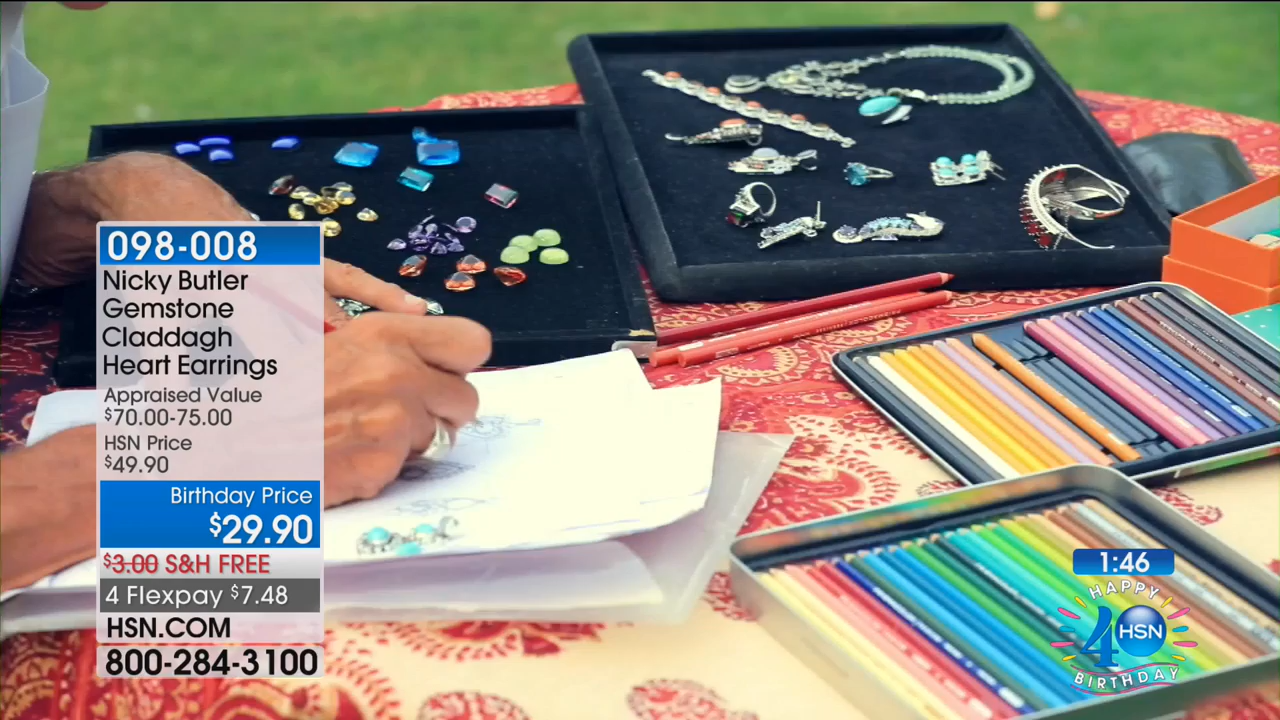 098-008
Nicky Butler
Gemstone
Claddagh
Heart Earrings
Appraised Value
$70.00-75.00
HSN Price
$49.90
Birthday Price
$29.90
$3.00 S&H FREE
4 Flexpay $7.48
HSN.COM
800-284-3100
1:46
HAPPY
40
HSN
BIRTHDAY